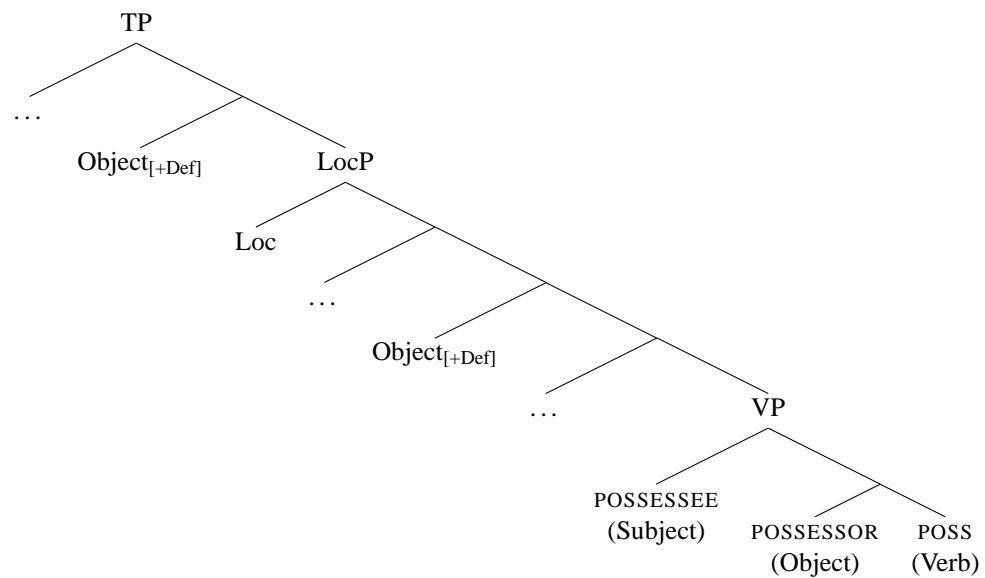 TP
. . .
Object[+Def]
LocP
Loc
. . .
Object[+Def]
. . .
VP
POSSESSEE
(Subject)
POSSESSOR
(Object)
POSS
(Verb)